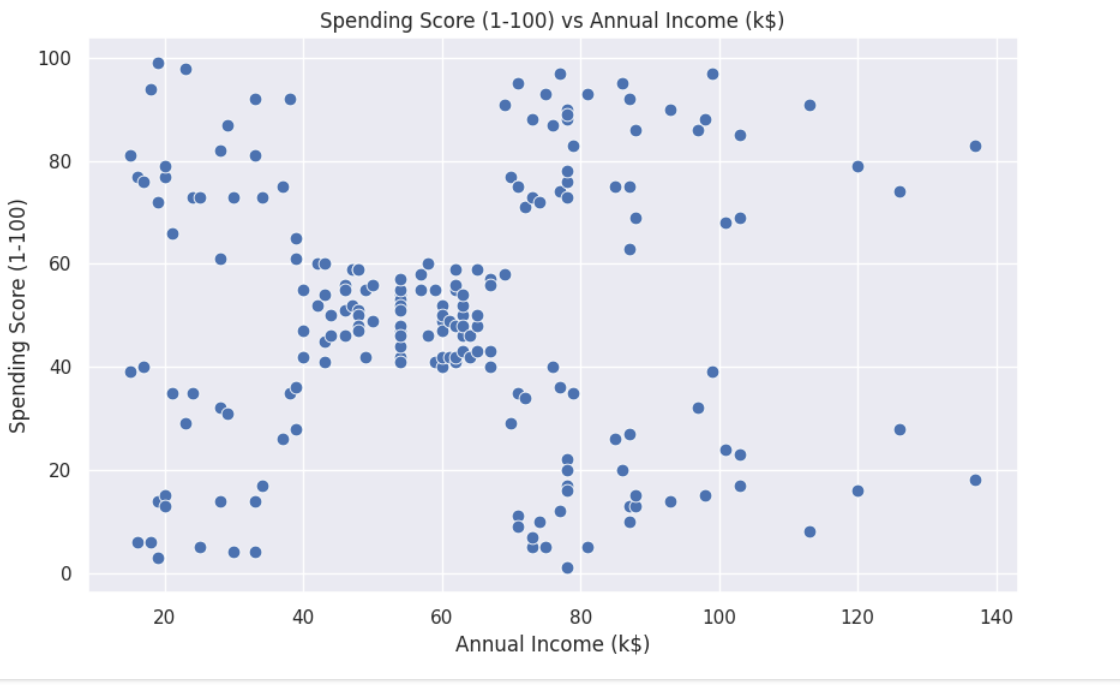 Spending Score (1-100) vs Annual Income (k$)
100
80
60
40
20
0
Spending Score (1-100)
20 40 60 80 100 120 140
Annual Income (k$)